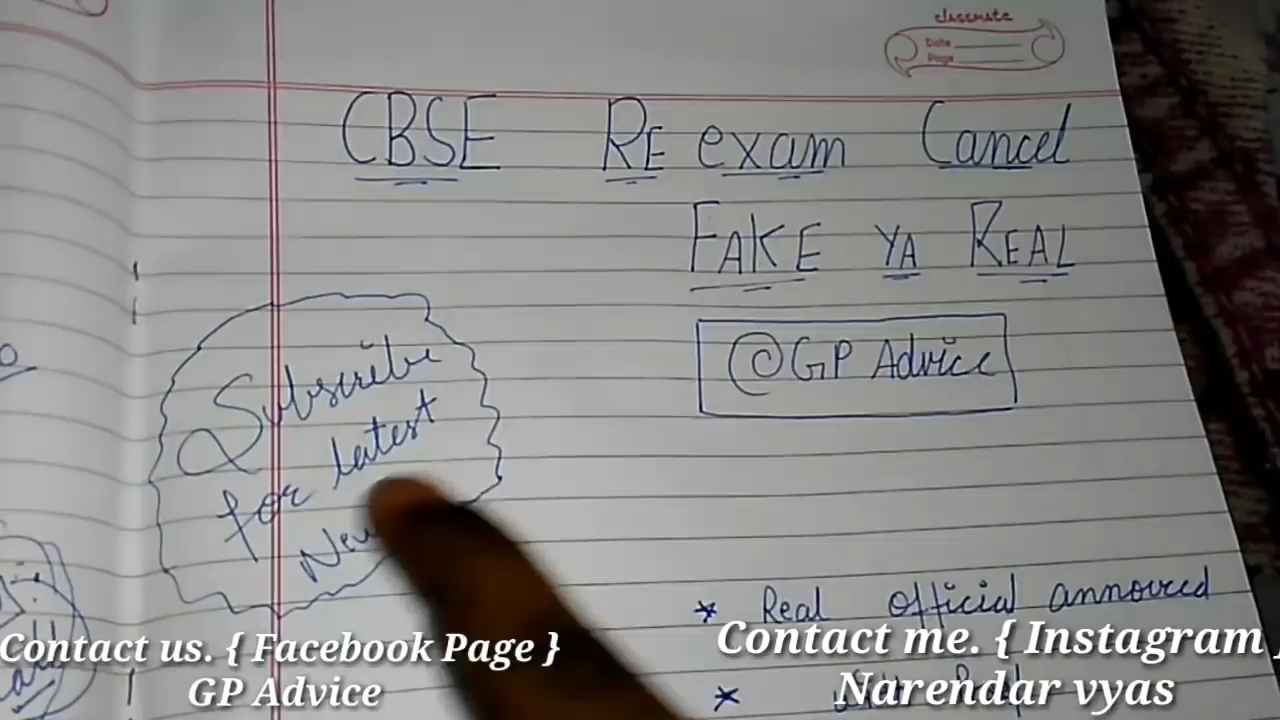 classmate
Date
Page
CBSE RE exam Cancel
FAKE YA REAL
@GP Advice
Subscribe
for latest
* Real official annouced
*
Contact us. { Facebook Page }
GP Advice
Contact me. { Instagram }
Narendar vyas